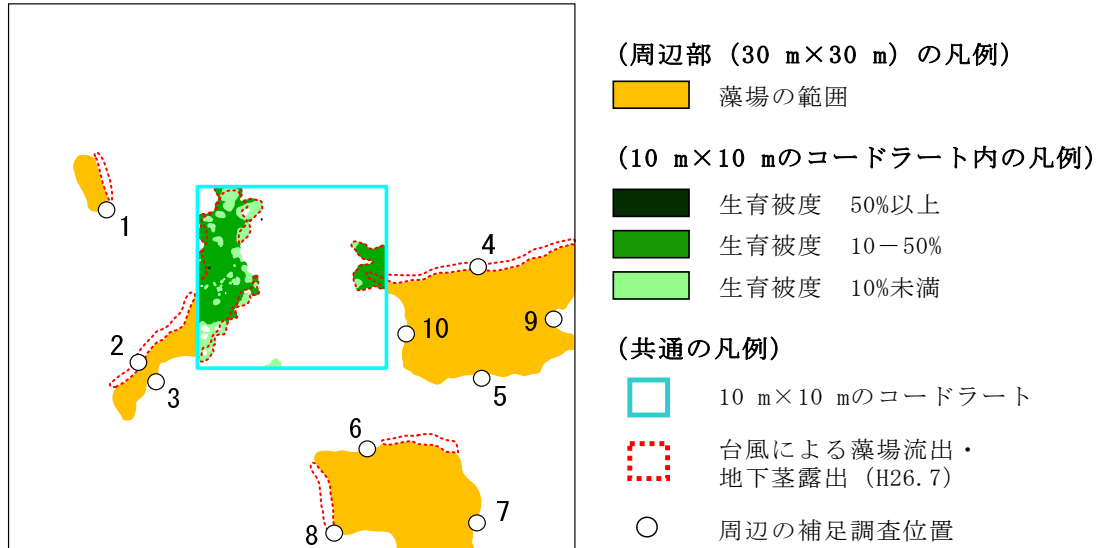 1
2
3
4
5
6
7
8
9
10
(周辺部 (30 m×30 m) の凡例)
藻場の範囲
(10 m×10 mのコードラート内の凡例)
生育被度 50%以上
生育被度 10－50%
生育被度 10%未満
(共通の凡例)
10 m×10 mのコードラート
台風による藻場流出・
地下茎露出 (H26.7)
周辺の補足調査位置